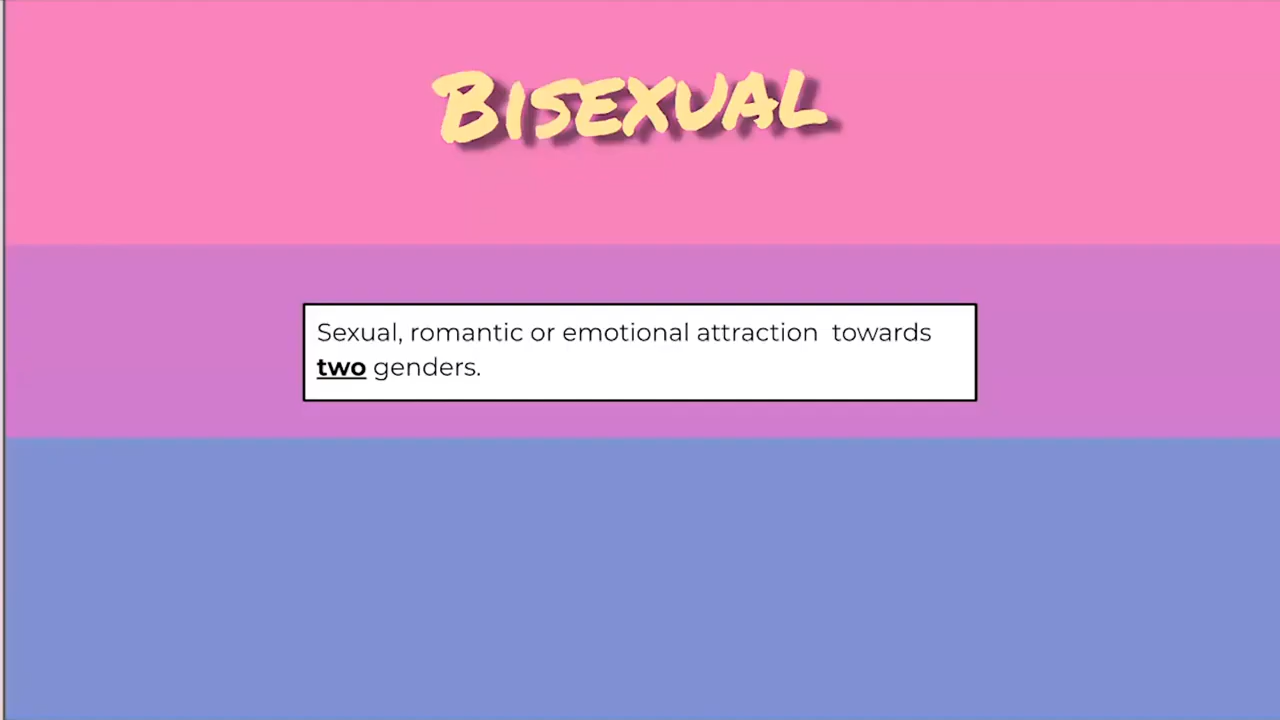 BISEXUAL
Sexual, romantic or emotional attraction  towards
two genders.